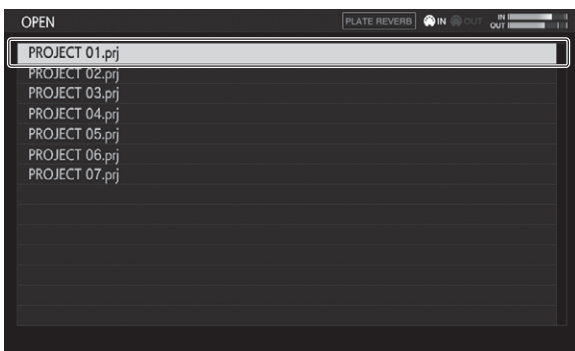 OPEN PLATE REVERB IN OUT IN
OUT
PROJECT 01.prj
PROJECT 02.prj
PROJECT 03.prj
PROJECT 04.prj
PROJECT 05.prj
PROJECT 06.prj
PROJECT 07.prj